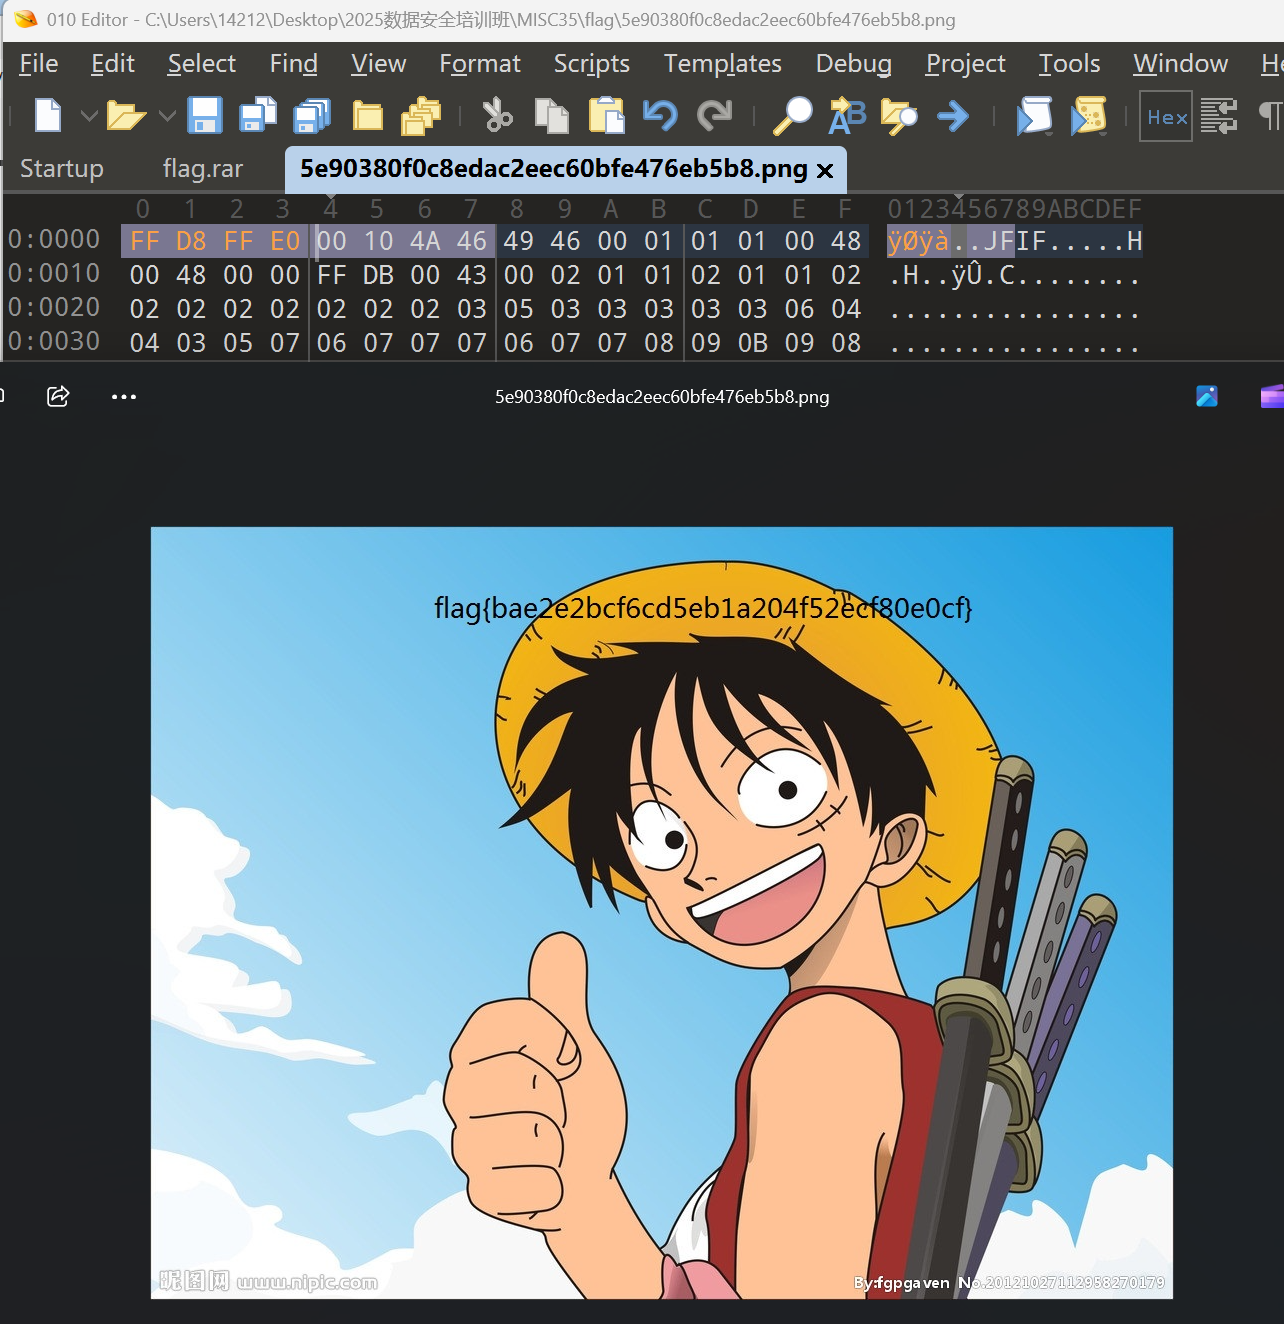 010 Editor - C:\Users\14212\Desktop\2025数据安全培训班\MISC35\flag\5e90380f0c8edac2eec60bfe476eb5b8.png
File Edit Select Find View Format Scripts Templates Debug Project Tools Window He
Hex
Startup flag.rar 5e90380f0c8edac2eec60bfe476eb5b8.png
0 1 2 3 4 5 6 7 8 9 A B C D E F 0123456789ABCDEF
0:0000 FF D8 FF E0 00 10 4A 46 49 46 00 01 01 01 00 48 ÿØÿà..JFIF.....H
0:0010 00 48 00 00 FF DB 00 43 00 02 01 01 02 01 01 02 .H..ÿÛ.C........
0:0020 02 02 02 02 02 02 02 03 05 03 03 03 03 03 06 04 ................
0:0030 04 03 05 07 06 07 07 07 06 07 07 08 09 0B 09 08 ................
5e90380f0c8edac2eec60bfe476eb5b8.png
flag{bae2e2bcf6cd5eb1a204f52ecf80e0cf}
昵图网 www.nipic.com
By:fgpgaven No.20121027112958270179